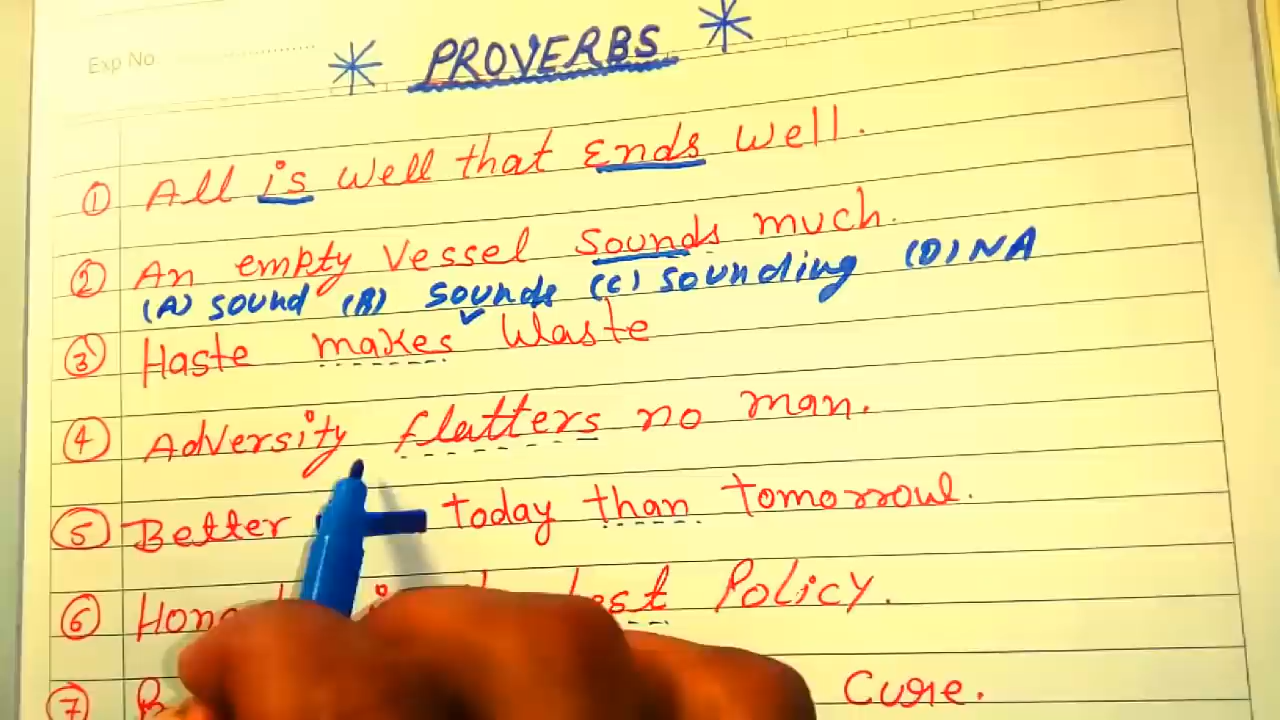 Exp No
* PROVERBS *
① All is well that Ends well.
② An empty vessel sounds much.
(A) sound (B) sounds (C) sounding (D) NA
③ Haste makes waste
④ Adversity flatters no man.
⑤ Better today than tomorrow.
⑥ Policy.
⑦ Cure.